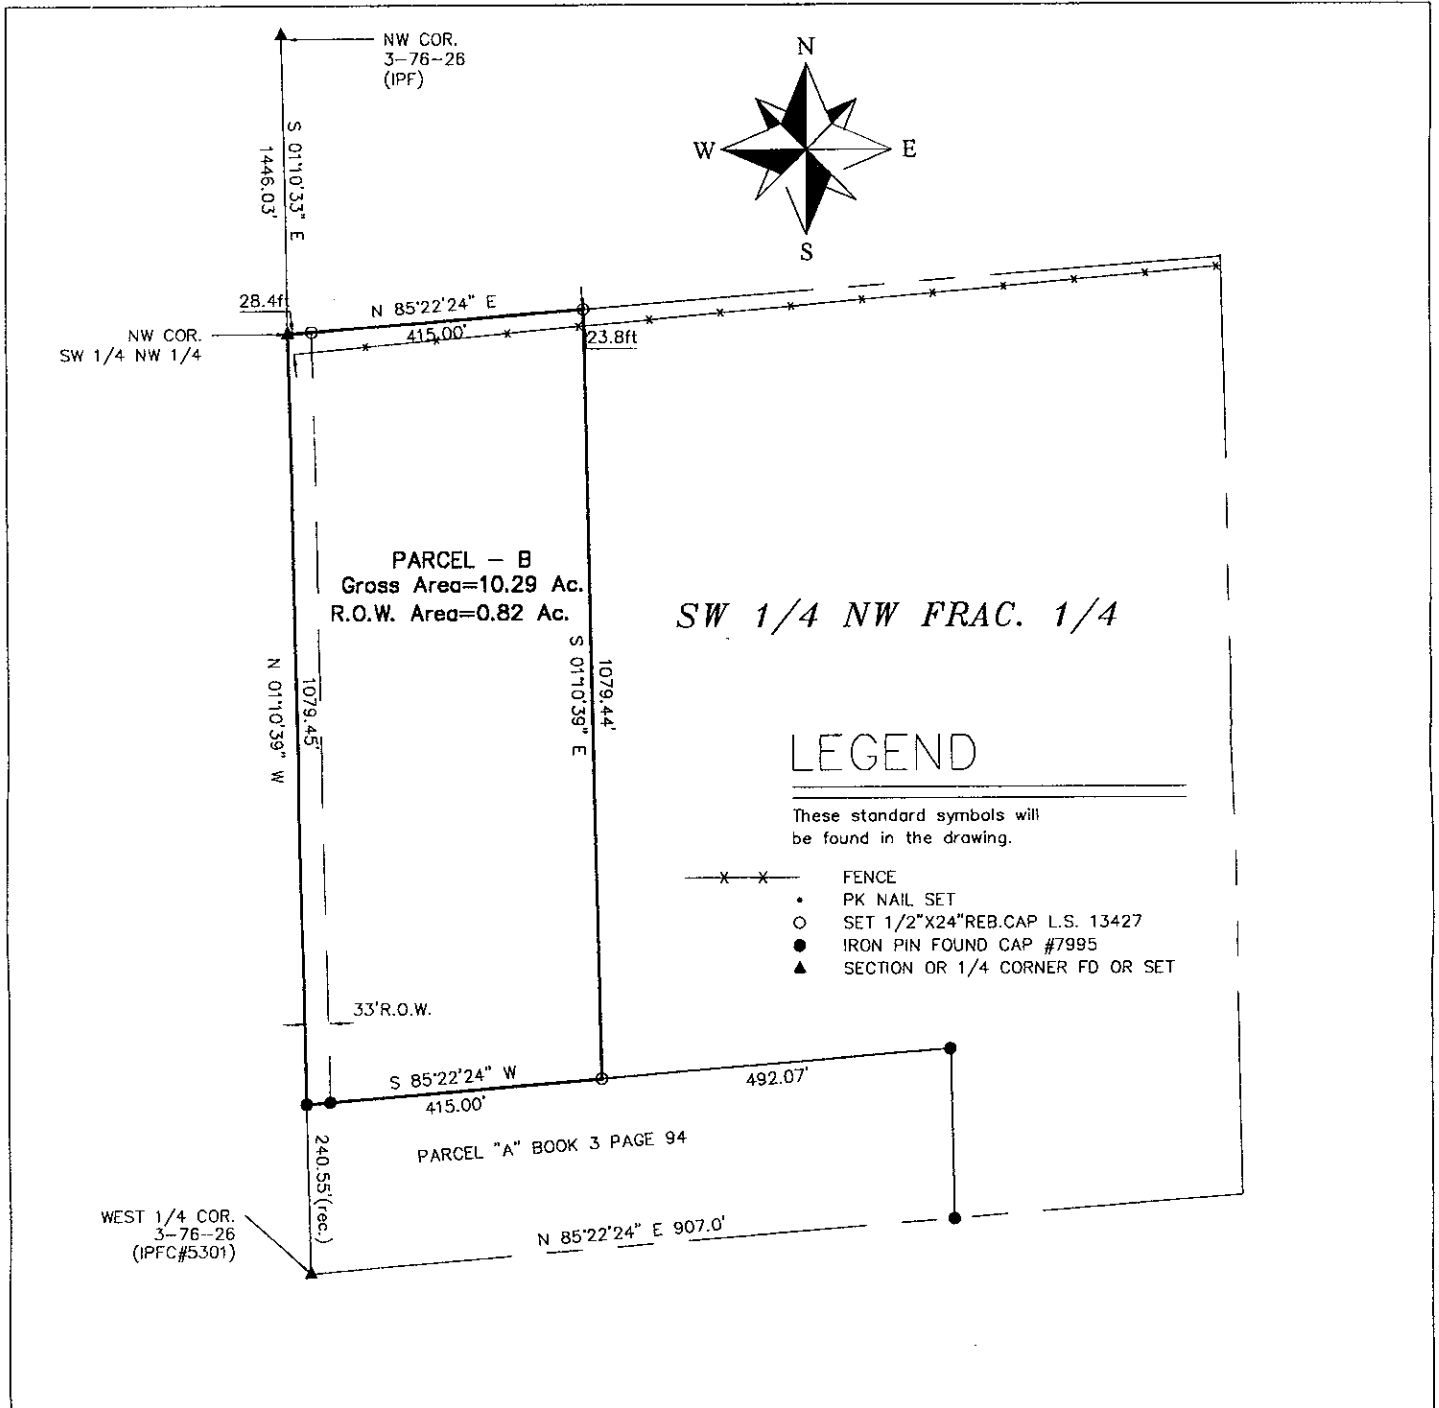 NW COR.
3-76-26
(IPF)
N
W
E
S
S 01°10'33" E
1446.03'
28.4ft
N 85°22'24" E
415.00'
23.8ft
NW COR.
SW 1/4 NW 1/4
PARCEL - B
Gross Area=10.29 Ac.
R.O.W. Area=0.82 Ac.
SW 1/4 NW FRAC. 1/4
N 01°10'39" W
1079.45'
S 01°10'39" E
1079.44'
LEGEND
These standard symbols will
be found in the drawing.
FENCE
PK NAIL SET
SET 1/2"X24"REB.CAP L.S. 13427
IRON PIN FOUND CAP #7995
SECTION OR 1/4 CORNER FD OR SET
33'R.O.W.
S 85°22'24" W
415.00'
492.07'
PARCEL "A" BOOK 3 PAGE 94
240.55'(rec.)
WEST 1/4 COR.
3-76-26
(IPFC#5301)
N 85°22'24" E 907.0'